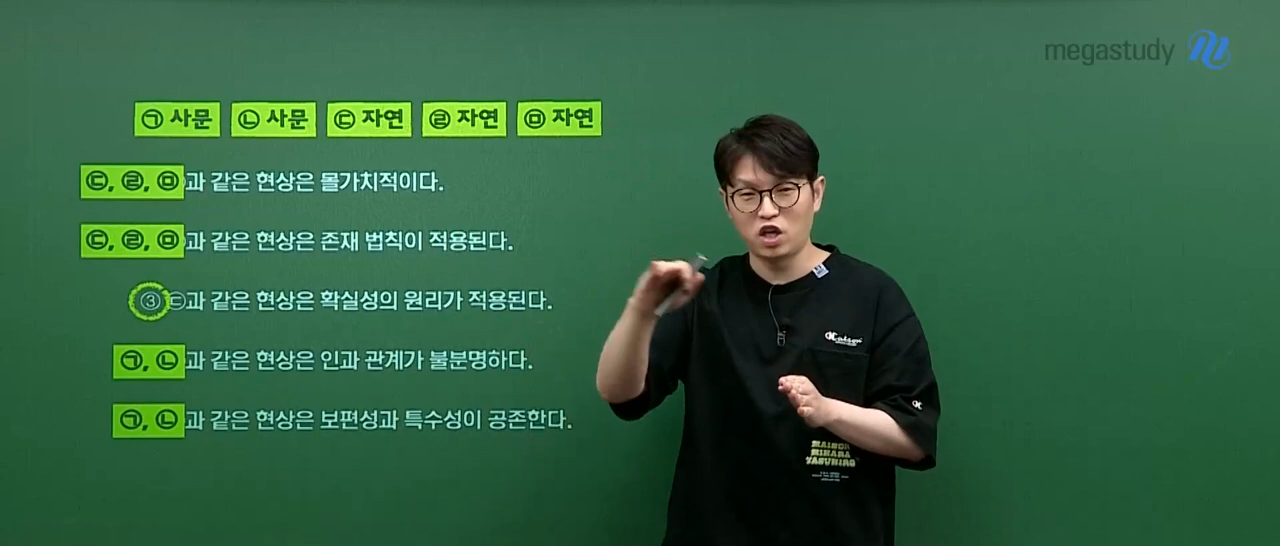 megastudy
㉠ 사문 ㉡ 사문 ㉢ 자연 ㉣ 자연 ㉤ 자연
㉢, ㉣, ㉤과 같은 현상은 몰가치적이다.
㉢, ㉣, ㉤과 같은 현상은 존재 법칙이 적용된다.
③ ㉢과 같은 현상은 확실성의 원리가 적용된다.
㉠, ㉡과 같은 현상은 인과 관계가 불분명하다.
㉠, ㉡과 같은 현상은 보편성과 특수성이 공존한다.
MAISON
MIHARA
YASUHIRO